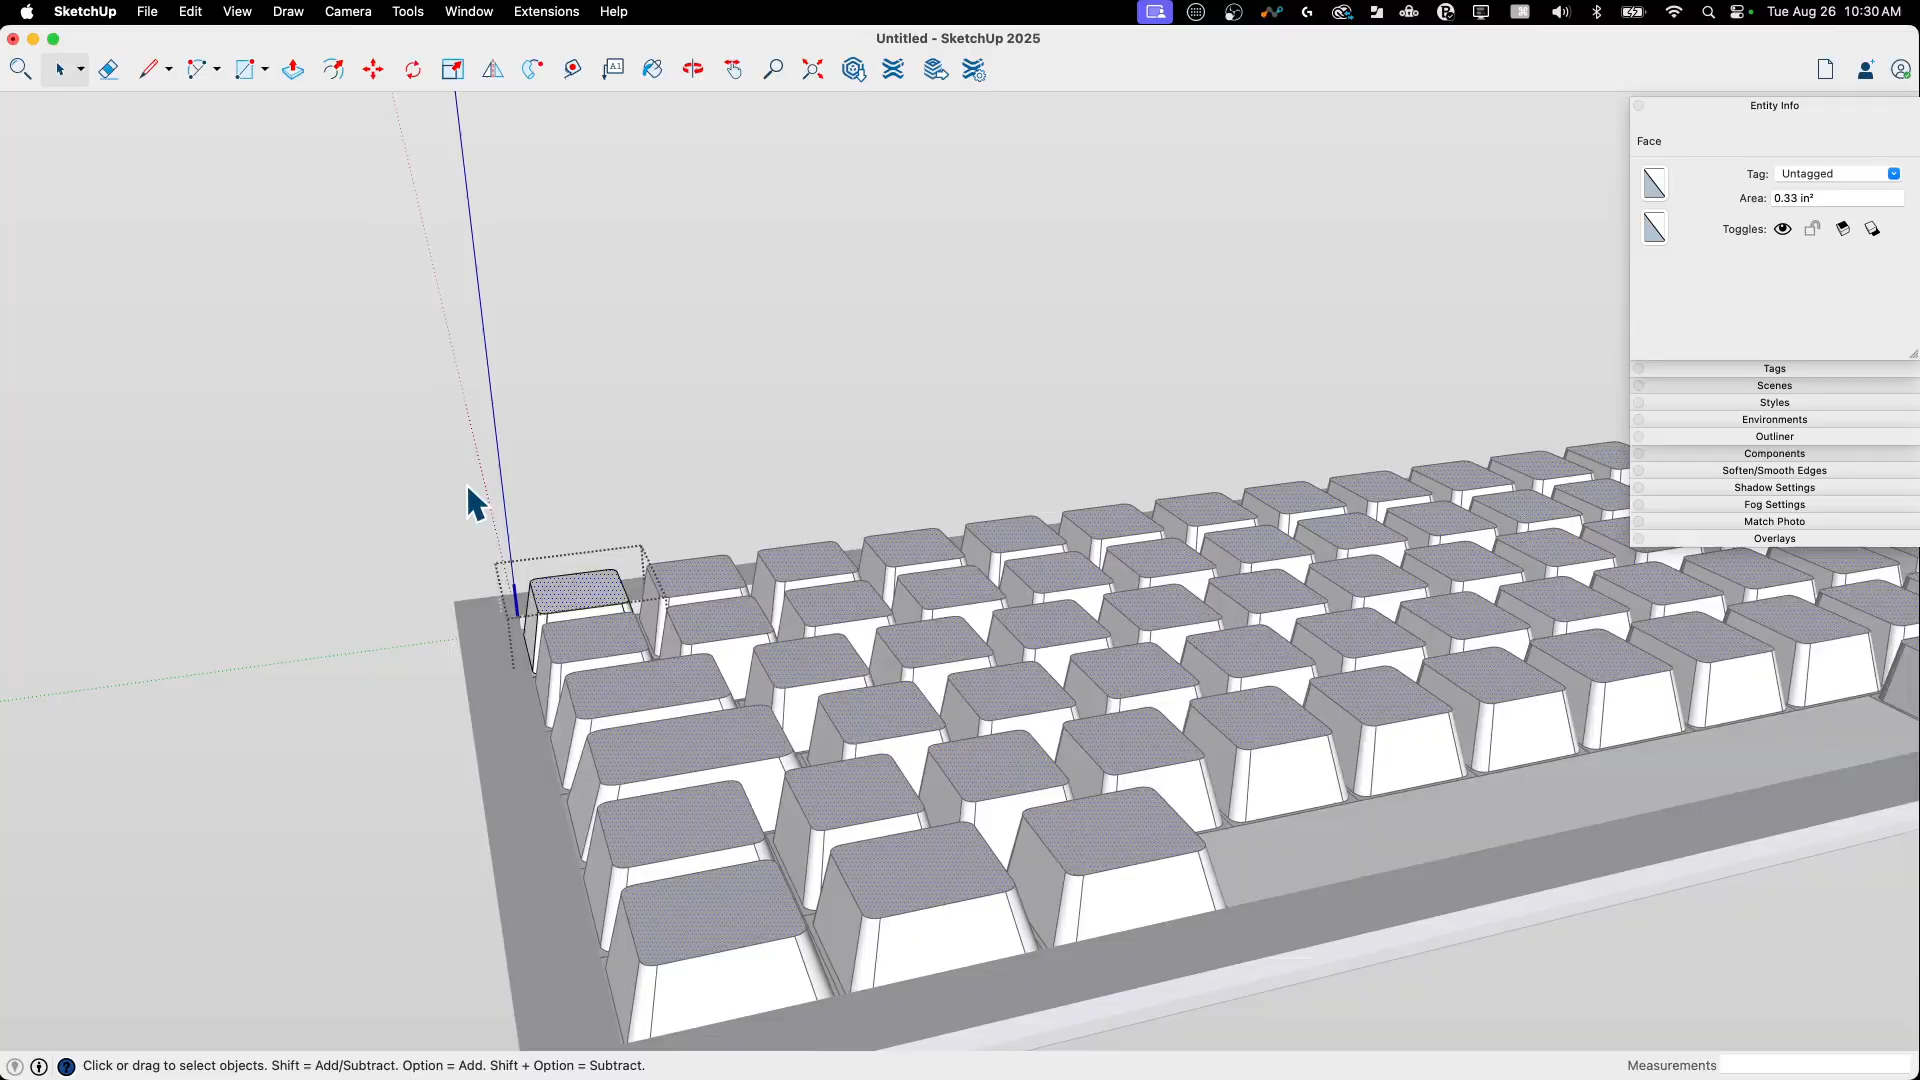 SketchUp File Edit View Draw Camera Tools Window Extensions Help Tue Aug 26 10:30 AM
Untitled - SketchUp 2025
A1
Entity Info
Face
Tag: Untagged
Area: 0.33 in²
Toggles:
Tags
Scenes
Styles
Environments
Outliner
Components
Soften/Smooth Edges
Shadow Settings
Fog Settings
Match Photo
Overlays
Click or drag to select objects. Shift = Add/Subtract. Option = Add. Shift + Option = Subtract.
Measurements